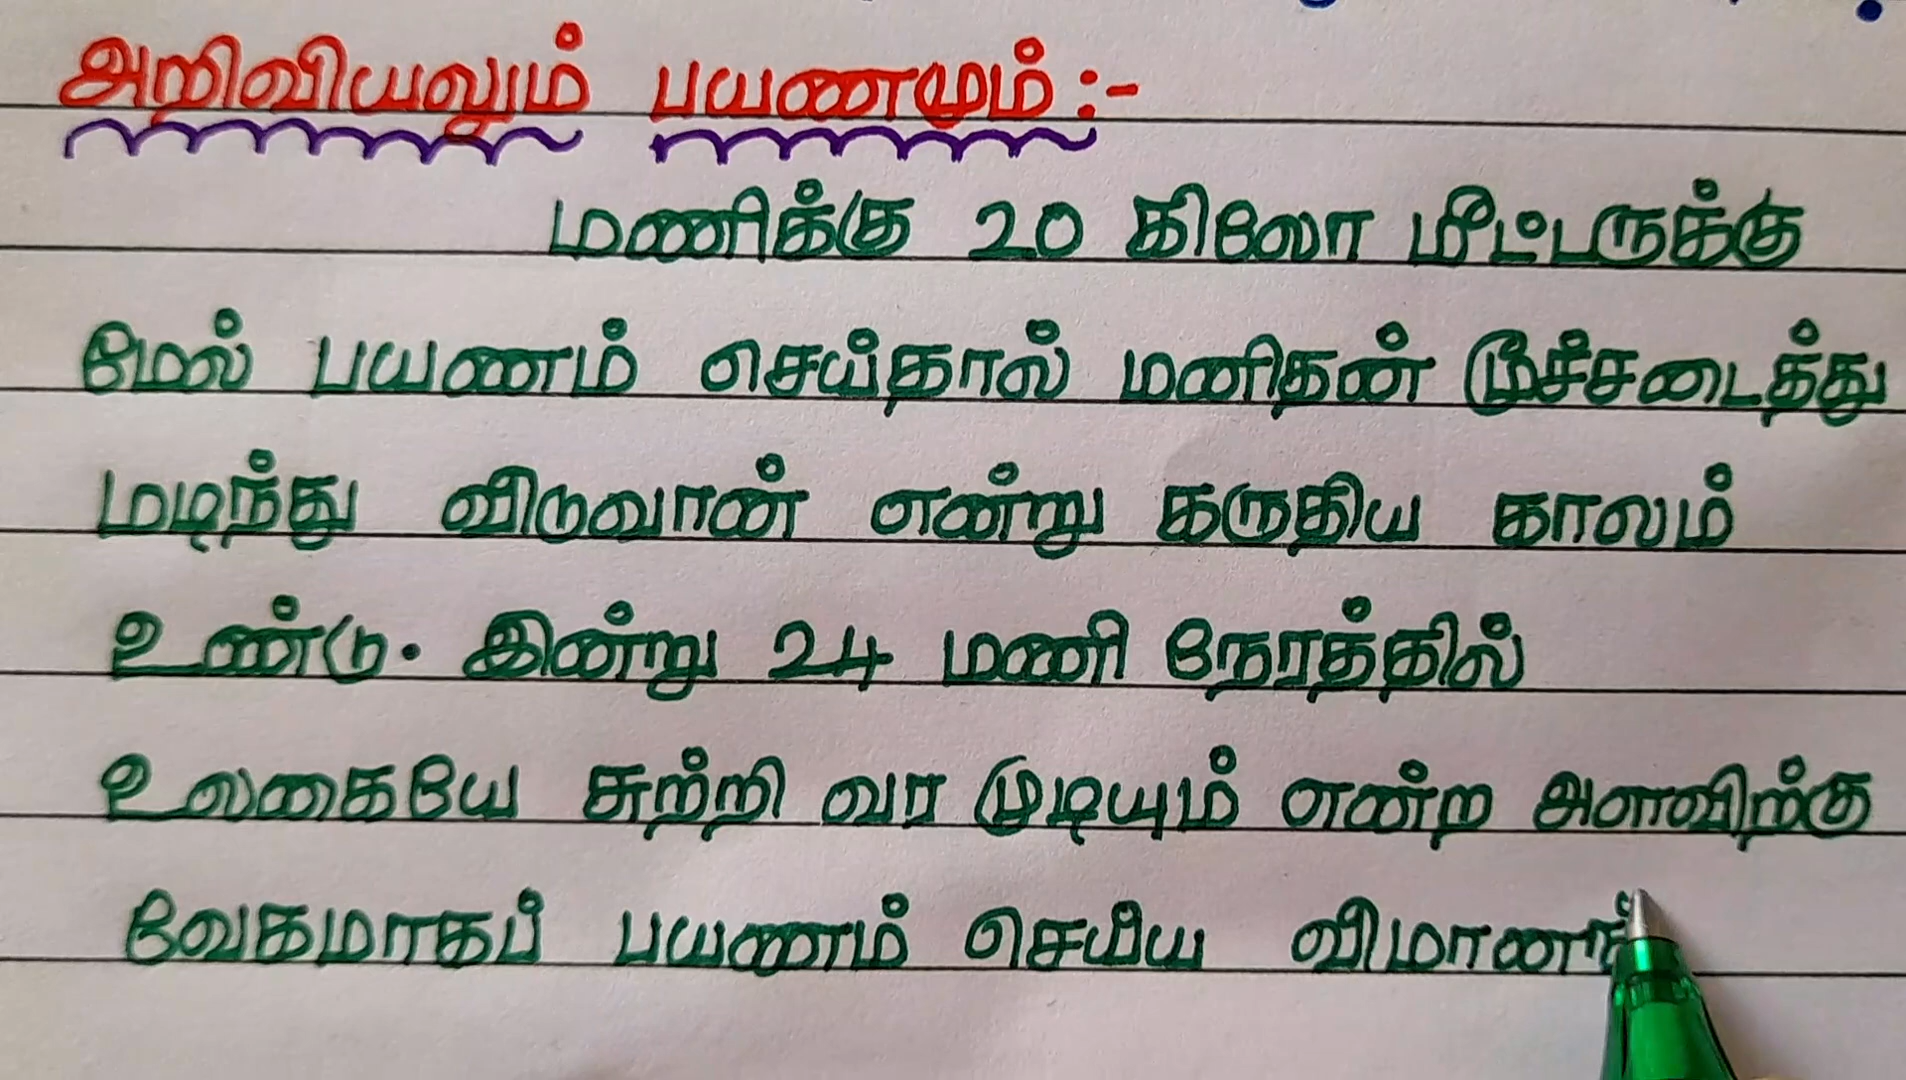 அறிவியலும் பயணமும் :-
மணிக்கு 20 கிலோ மீட்டருக்கு
மேல் பயணம் செய்தால் மனிதன் மூச்சடைத்து
மடிந்து விடுவான் என்று கருதிய காலம்
உண்டு. இன்று 24 மணி நேரத்தில்
உலகையே சுற்றி வர முடியும் என்ற அளவிற்கு
வேகமாகப் பயணம் செய்ய